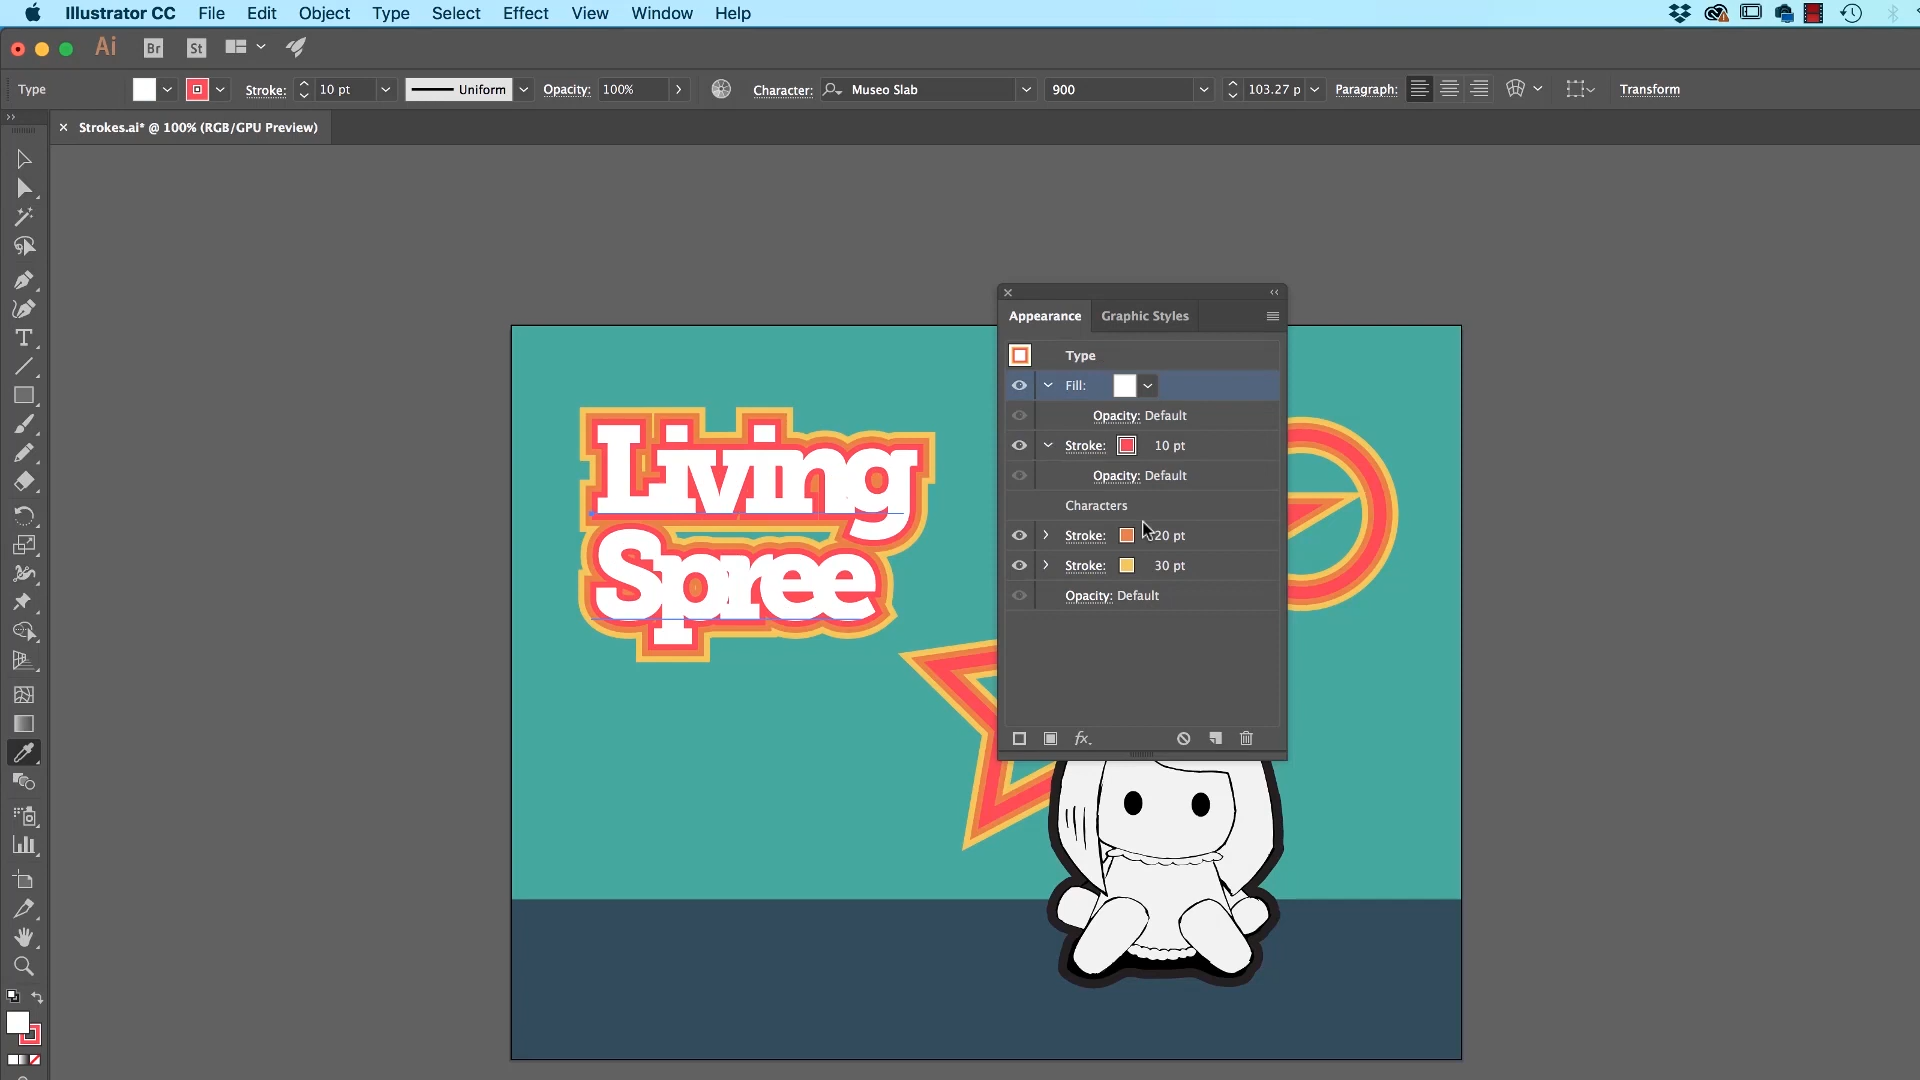 Illustrator CC File Edit Object Type Select Effect View Window Help
Ai Br St
Type Stroke: 10 pt Uniform Opacity: 100% Character: Museo Slab 900 103.27 p Paragraph: Transform
× Strokes.ai* @ 100% (RGB/GPU Preview)
Appearance Graphic Styles
Type
Fill:
Opacity: Default
Stroke: 10 pt
Opacity: Default
Characters
Stroke: 20 pt
Stroke: 30 pt
Opacity: Default
fx.
Living
Spree